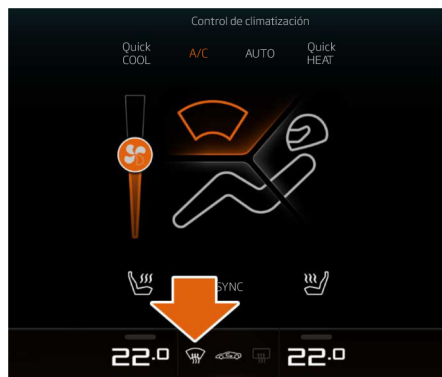 Control de climatización
Quick COOL A/C AUTO Quick HEAT
SYNC
22.0 22.0